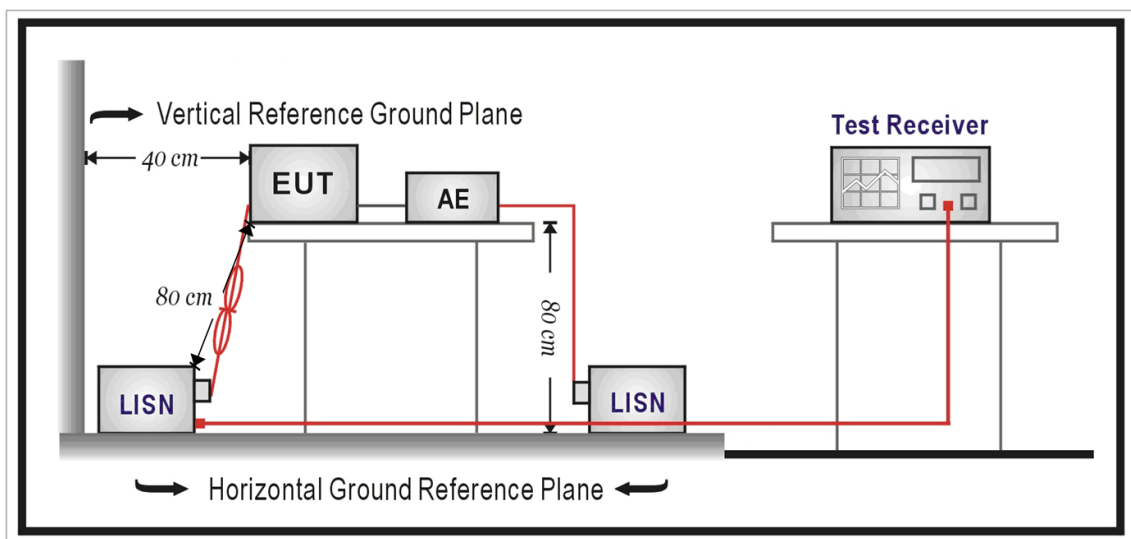 Vertical Reference Ground Plane
Test Receiver
40 cm
EUT
AE
80 cm
80 cm
LISN
LISN
Horizontal Ground Reference Plane